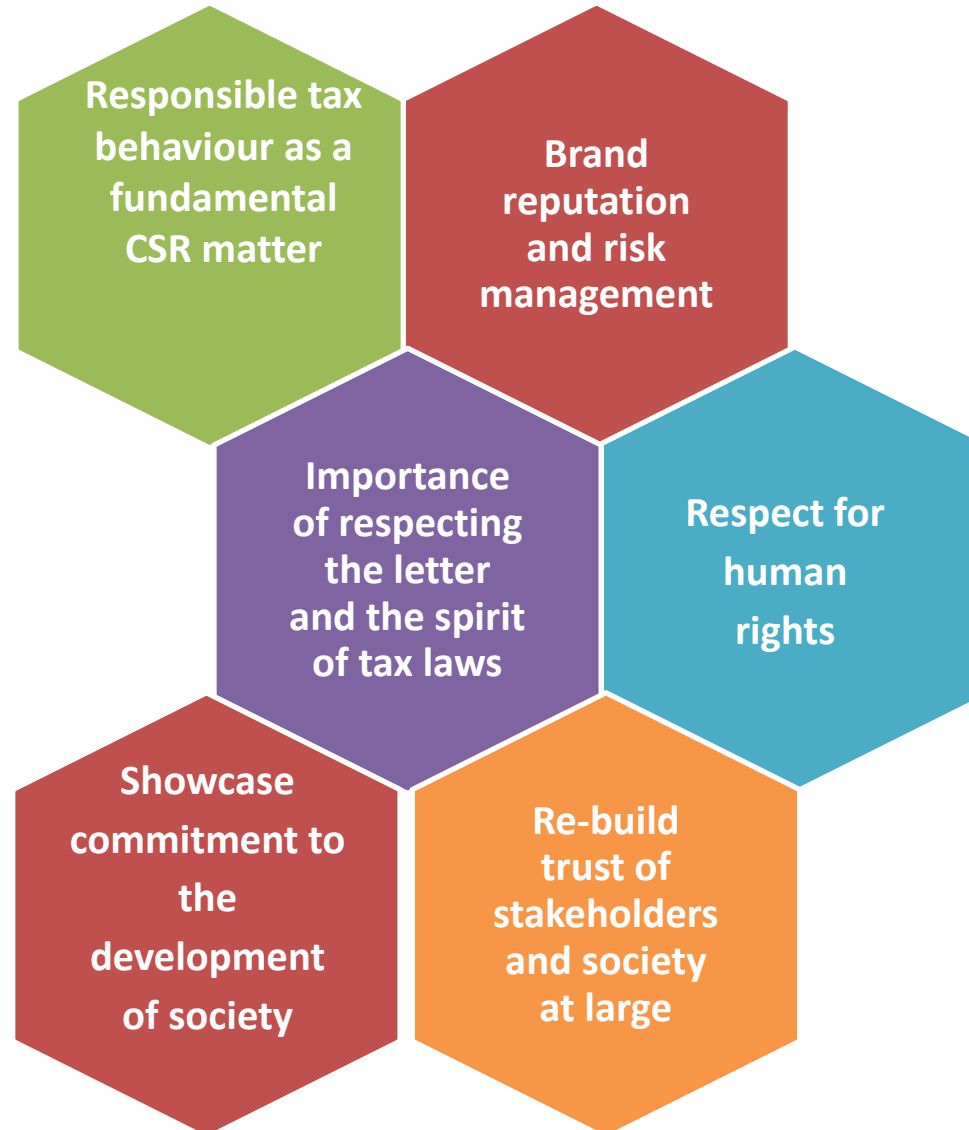 Responsible tax
behaviour as a
fundamental
CSR matter
Brand
reputation
and risk
management
Importance
of respecting
the letter
and the spirit
of tax laws
Respect for
human
rights
Showcase
commitment to
the
development
of society
Re-build
trust of
stakeholders
and society
at large